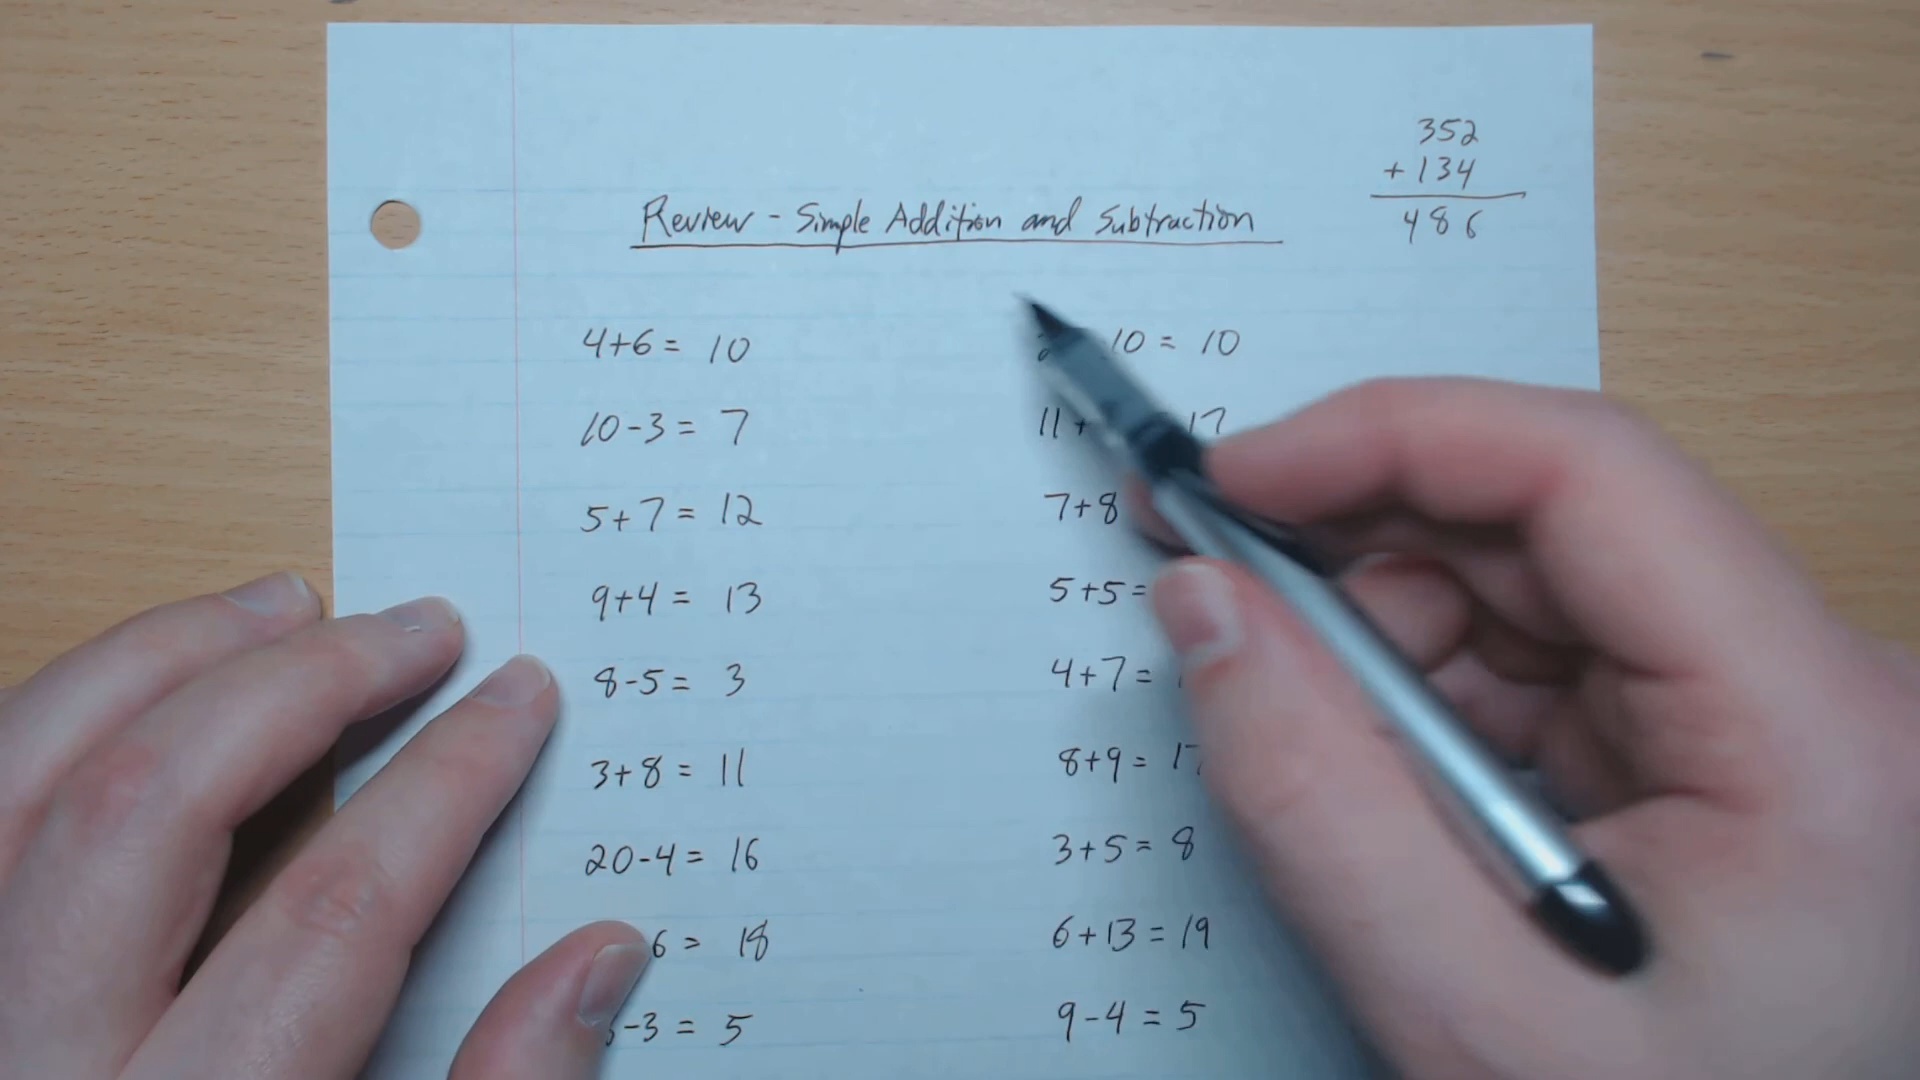 352
+ 134
486
Review - Simple Addition and Subtraction
4+6 = 10
10-3 = 7
5+7 = 12
9+4 = 13
8-5 = 3
3+8 = 11
20-4 = 16
6 = 18
-3 = 5
10 = 10
11 + 17
7+8
5+5=
4+7=
8+9 = 17
3+5 = 8
6+13 = 19
9-4 = 5